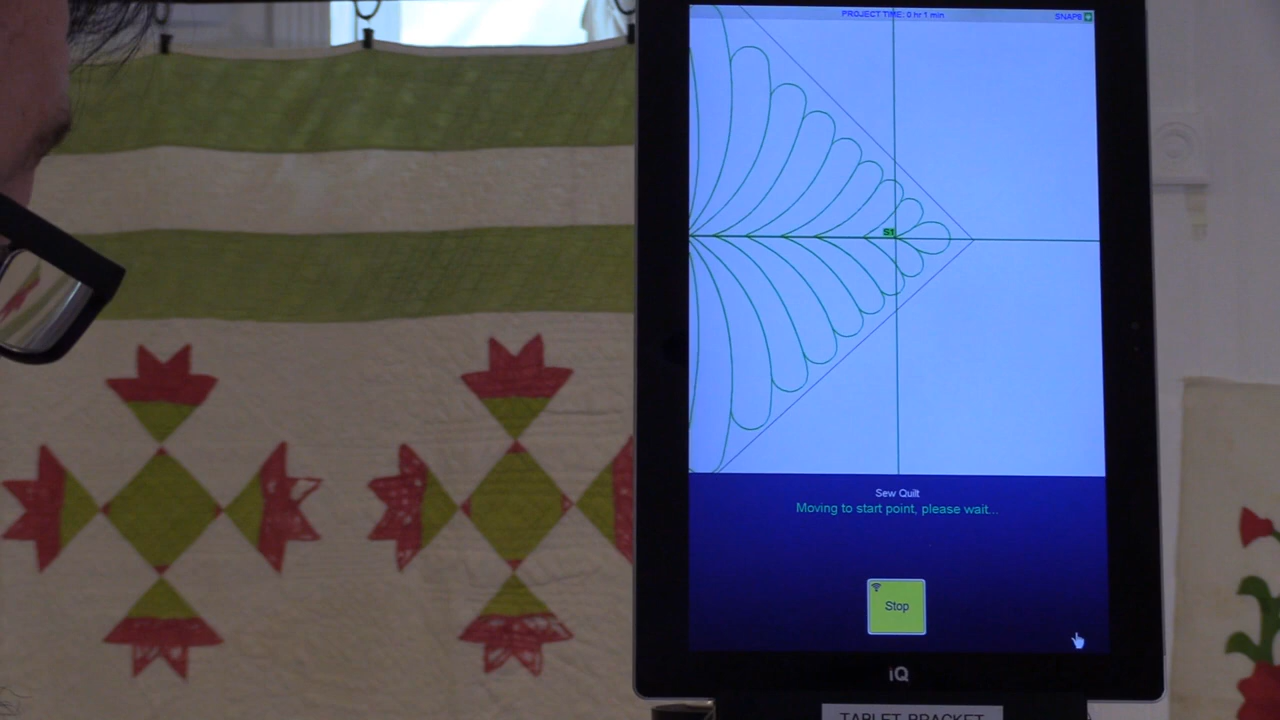 PROJECT TIME: 0 hr 1 min
SNAPS
S1
Sew Quilt
Moving to start point, please wait...
Stop
iQ
TABLET BRACKET